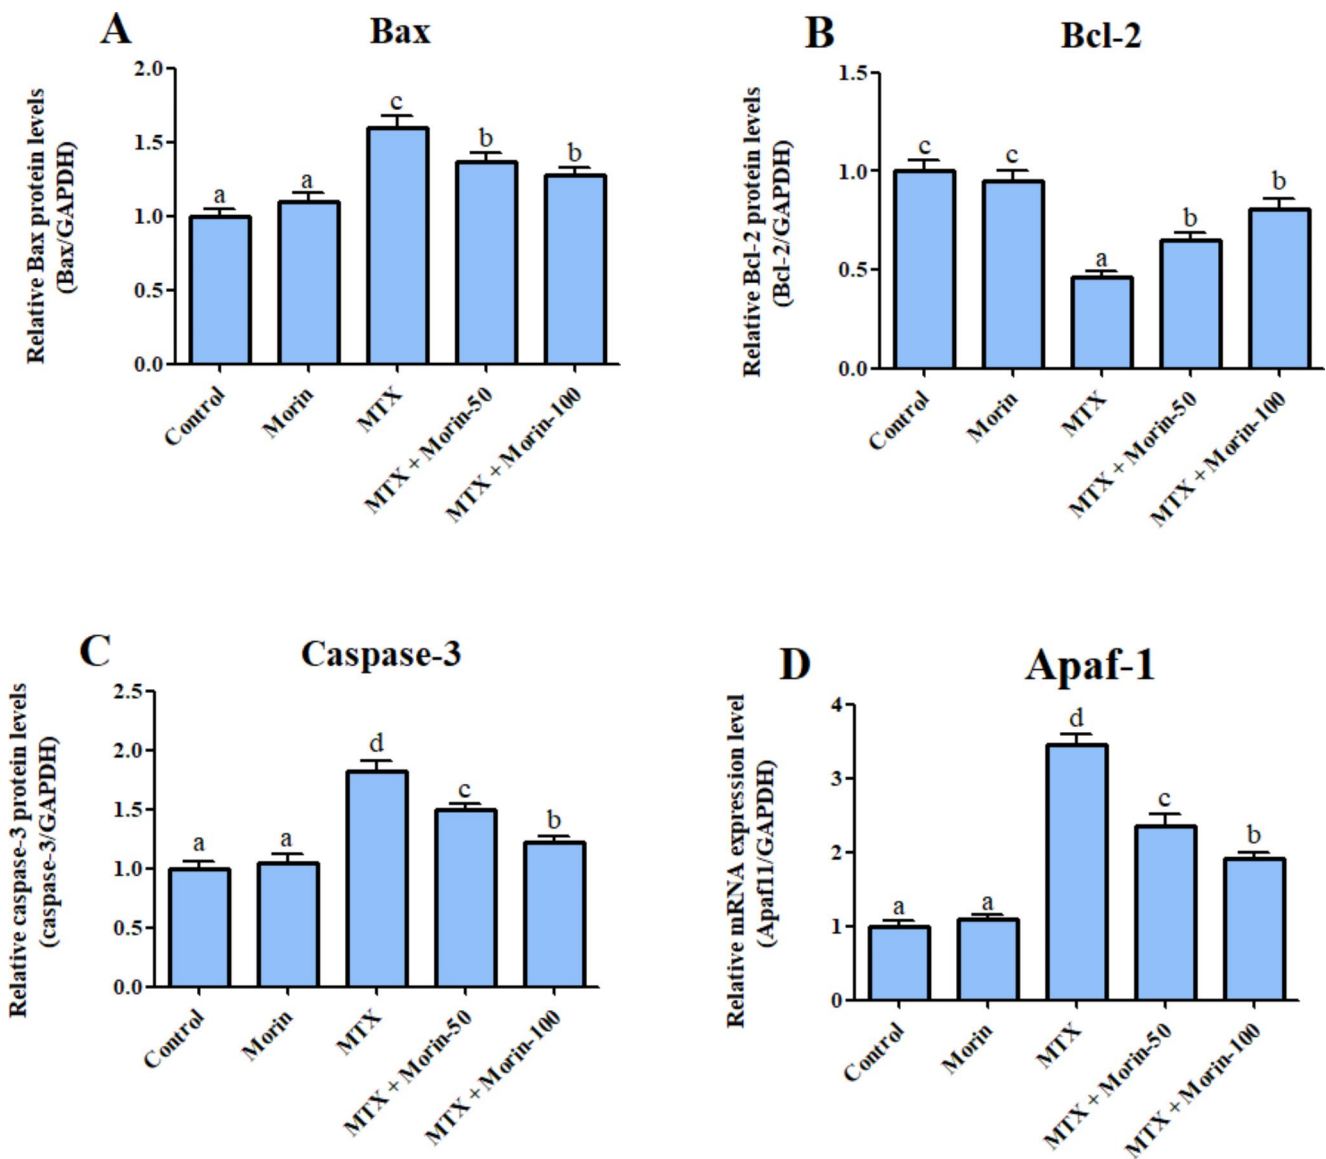 A
Bax
Relative Bax protein levels
(Bax/GAPDH)
2.0
1.5
1.0
0.5
0.0
a
a
c
b
b
Control
Morin
MTX
MTX + Morin-50
MTX + Morin-100
B
Bcl-2
Relative Bcl-2 protein levels
(Bcl-2/GAPDH)
1.5
1.0
0.5
0.0
c
c
a
b
b
Control
Morin
MTX
MTX + Morin-50
MTX + Morin-100
C
Caspase-3
Relative caspase-3 protein levels
(caspase-3/GAPDH)
2.5
2.0
1.5
1.0
0.5
0.0
a
a
d
c
b
Control
Morin
MTX
MTX + Morin-50
MTX + Morin-100
D
Apaf-1
Relative mRNA expression level
(Apaf11/GAPDH)
4
3
2
1
0
a
a
d
c
b
Control
Morin
MTX
MTX + Morin-50
MTX + Morin-100